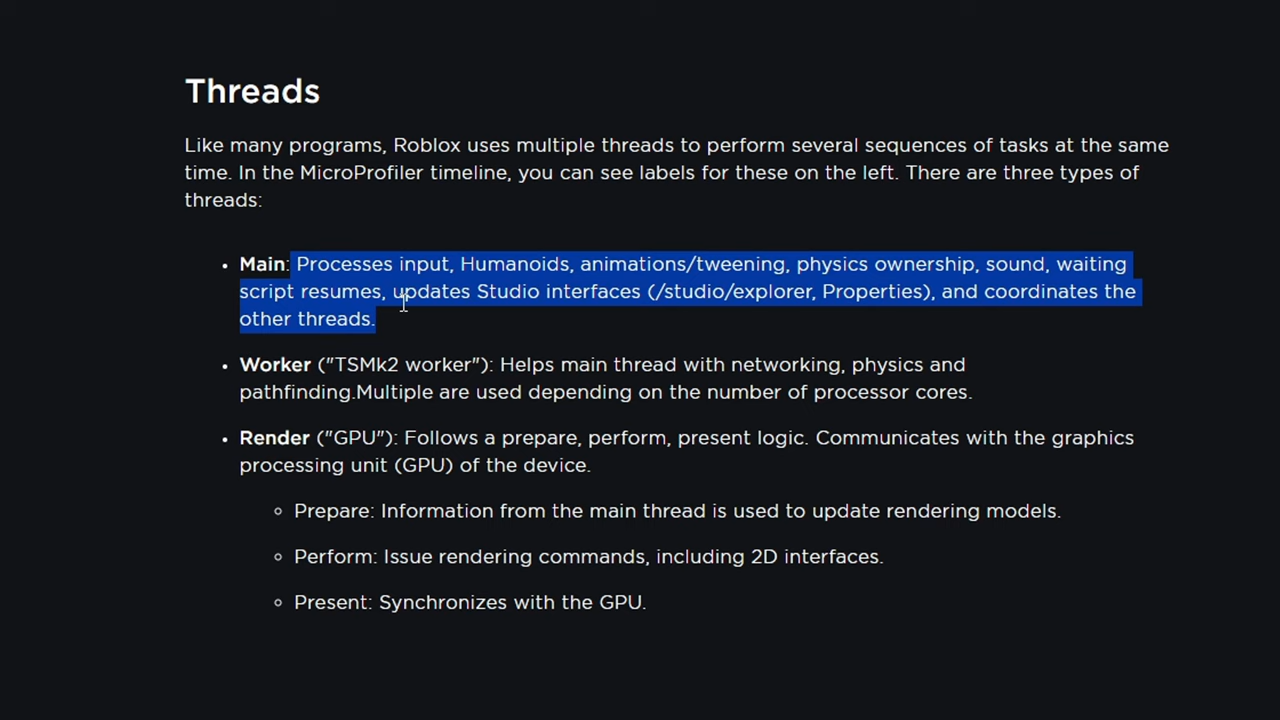 Threads
Like many programs, Roblox uses multiple threads to perform several sequences of tasks at the same
time. In the MicroProfiler timeline, you can see labels for these on the left. There are three types of
threads:
• Main: Processes input, Humanoids, animations/tweening, physics ownership, sound, waiting
script resumes, updates Studio interfaces (/studio/explorer, Properties), and coordinates the
other threads.
• Worker ("TSMk2 worker"): Helps main thread with networking, physics and
pathfinding.Multiple are used depending on the number of processor cores.
• Render ("GPU"): Follows a prepare, perform, present logic. Communicates with the graphics
processing unit (GPU) of the device.
◦ Prepare: Information from the main thread is used to update rendering models.
◦ Perform: Issue rendering commands, including 2D interfaces.
◦ Present: Synchronizes with the GPU.